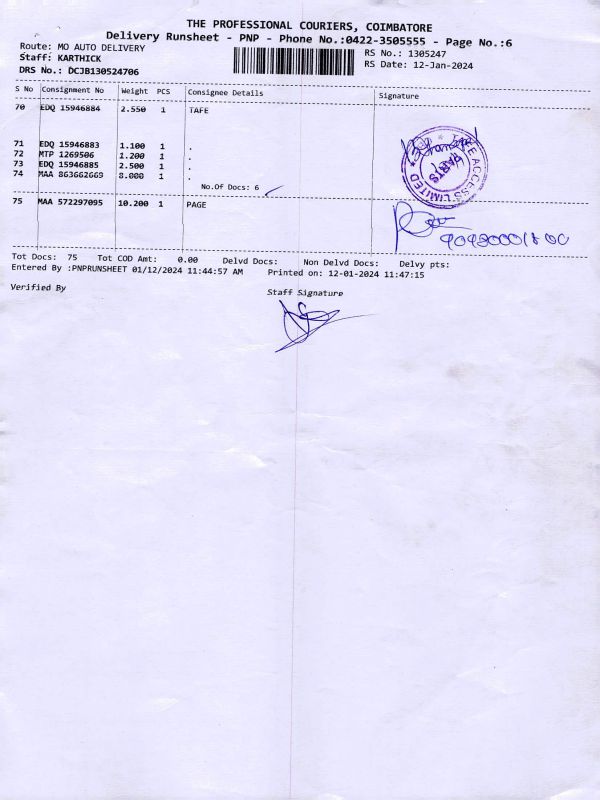 THE PROFESSIONAL COURIERS, COIMBATORE
Delivery Runsheet - PNP - Phone No.:0422-3505555 - Page No.:6
Route: MO AUTO DELIVERY RS No.: 1305247
Staff: KARTHICK RS Date: 12-Jan-2024
DRS No.: DCJB130524706
S No Consignment No Weight PCS Consignee Details Signature
70 EDQ 15946884 2.550 1 TAFE
71 EDQ 15946883 1.100 1 .
72 MTP 1269506 1.200 1 .
73 EDQ 15946885 2.500 1 .
74 MAA 863662669 8.000 1 .
No.Of Docs: 6
ACCESS LIMITED
PARTS
75 MAA 572297095 10.200 1 PAGE
Tot Docs: 75 Tot COD Amt: 0.00 Delvd Docs: Non Delvd Docs: Delvy pts:
Entered By :PNPRUNSHEET 01/12/2024 11:44:57 AM Printed on: 12-01-2024 11:47:15
Verified By Staff Signature